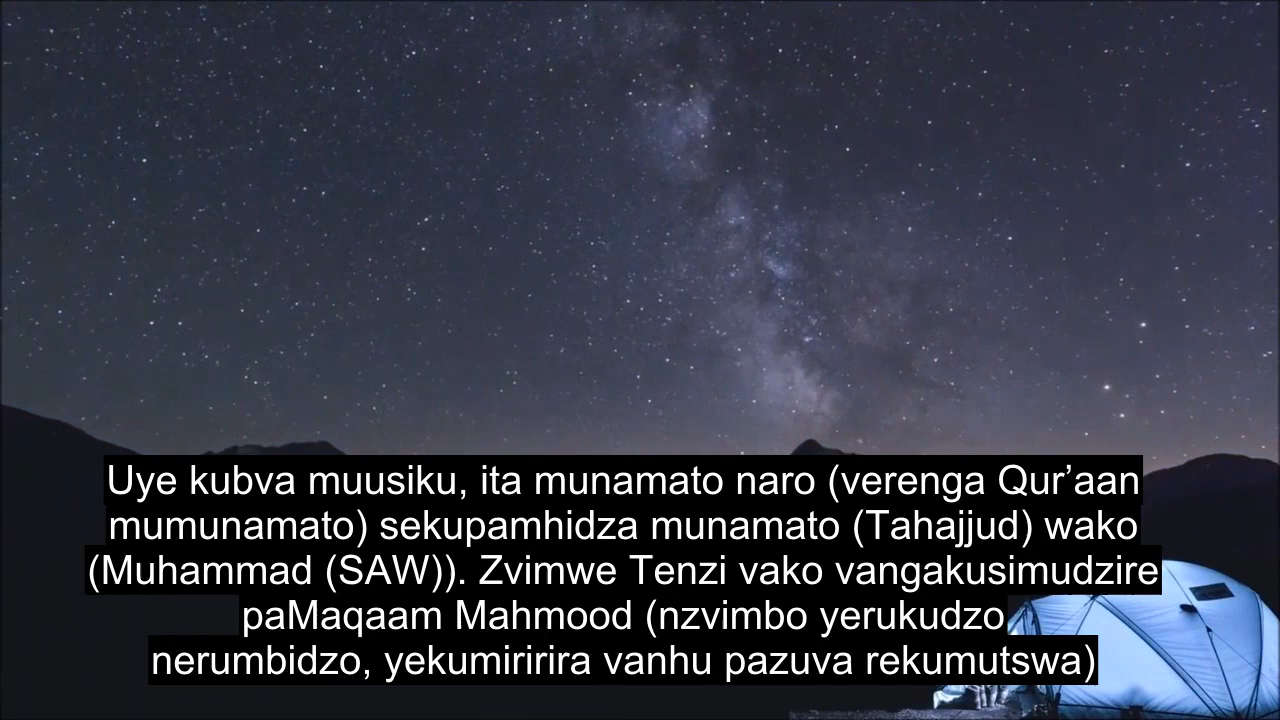 Uye kubva muusiku, ita munamato naro (verenga Qur’aan
mumunamato) sekupamhidza munamato (Tahajjud) wako
(Muhammad (SAW)). Zvimwe Tenzi vako vangakusimudzire
paMaqaam Mahmood (nzvimbo yerukudzo
nerumbidzo, yekumiririra vanhu pazuva rekumutswa)